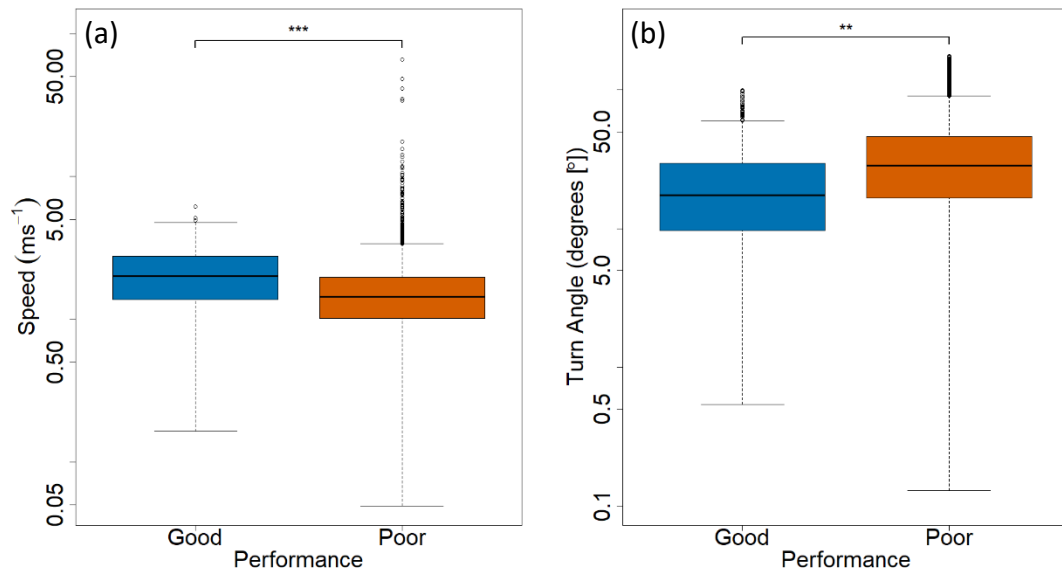 (a)
***
Speed (ms⁻¹)
50.00
5.00
0.50
0.05
Good
Poor
Performance
(b)
**
Turn Angle (degrees [º])
50.0
5.0
0.5
0.1
Good
Poor
Performance